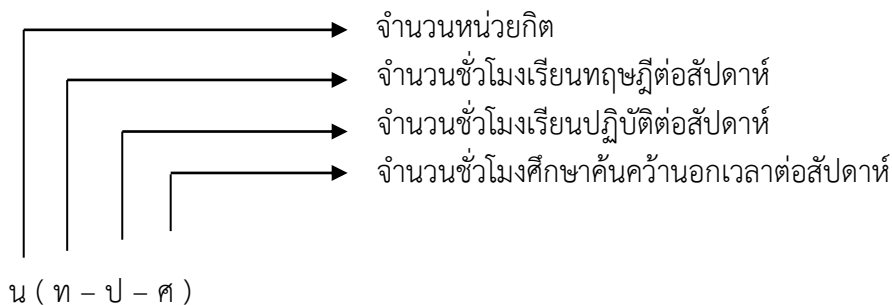 จำนวนหน่วยกิต
จำนวนชั่วโมงเรียนทฤษฎีต่อสัปดาห์
จำนวนชั่วโมงเรียนปฏิบัติต่อสัปดาห์
จำนวนชั่วโมงศึกษาค้นคว้านอกเวลาต่อสัปดาห์
น ( ท – ป – ศ )